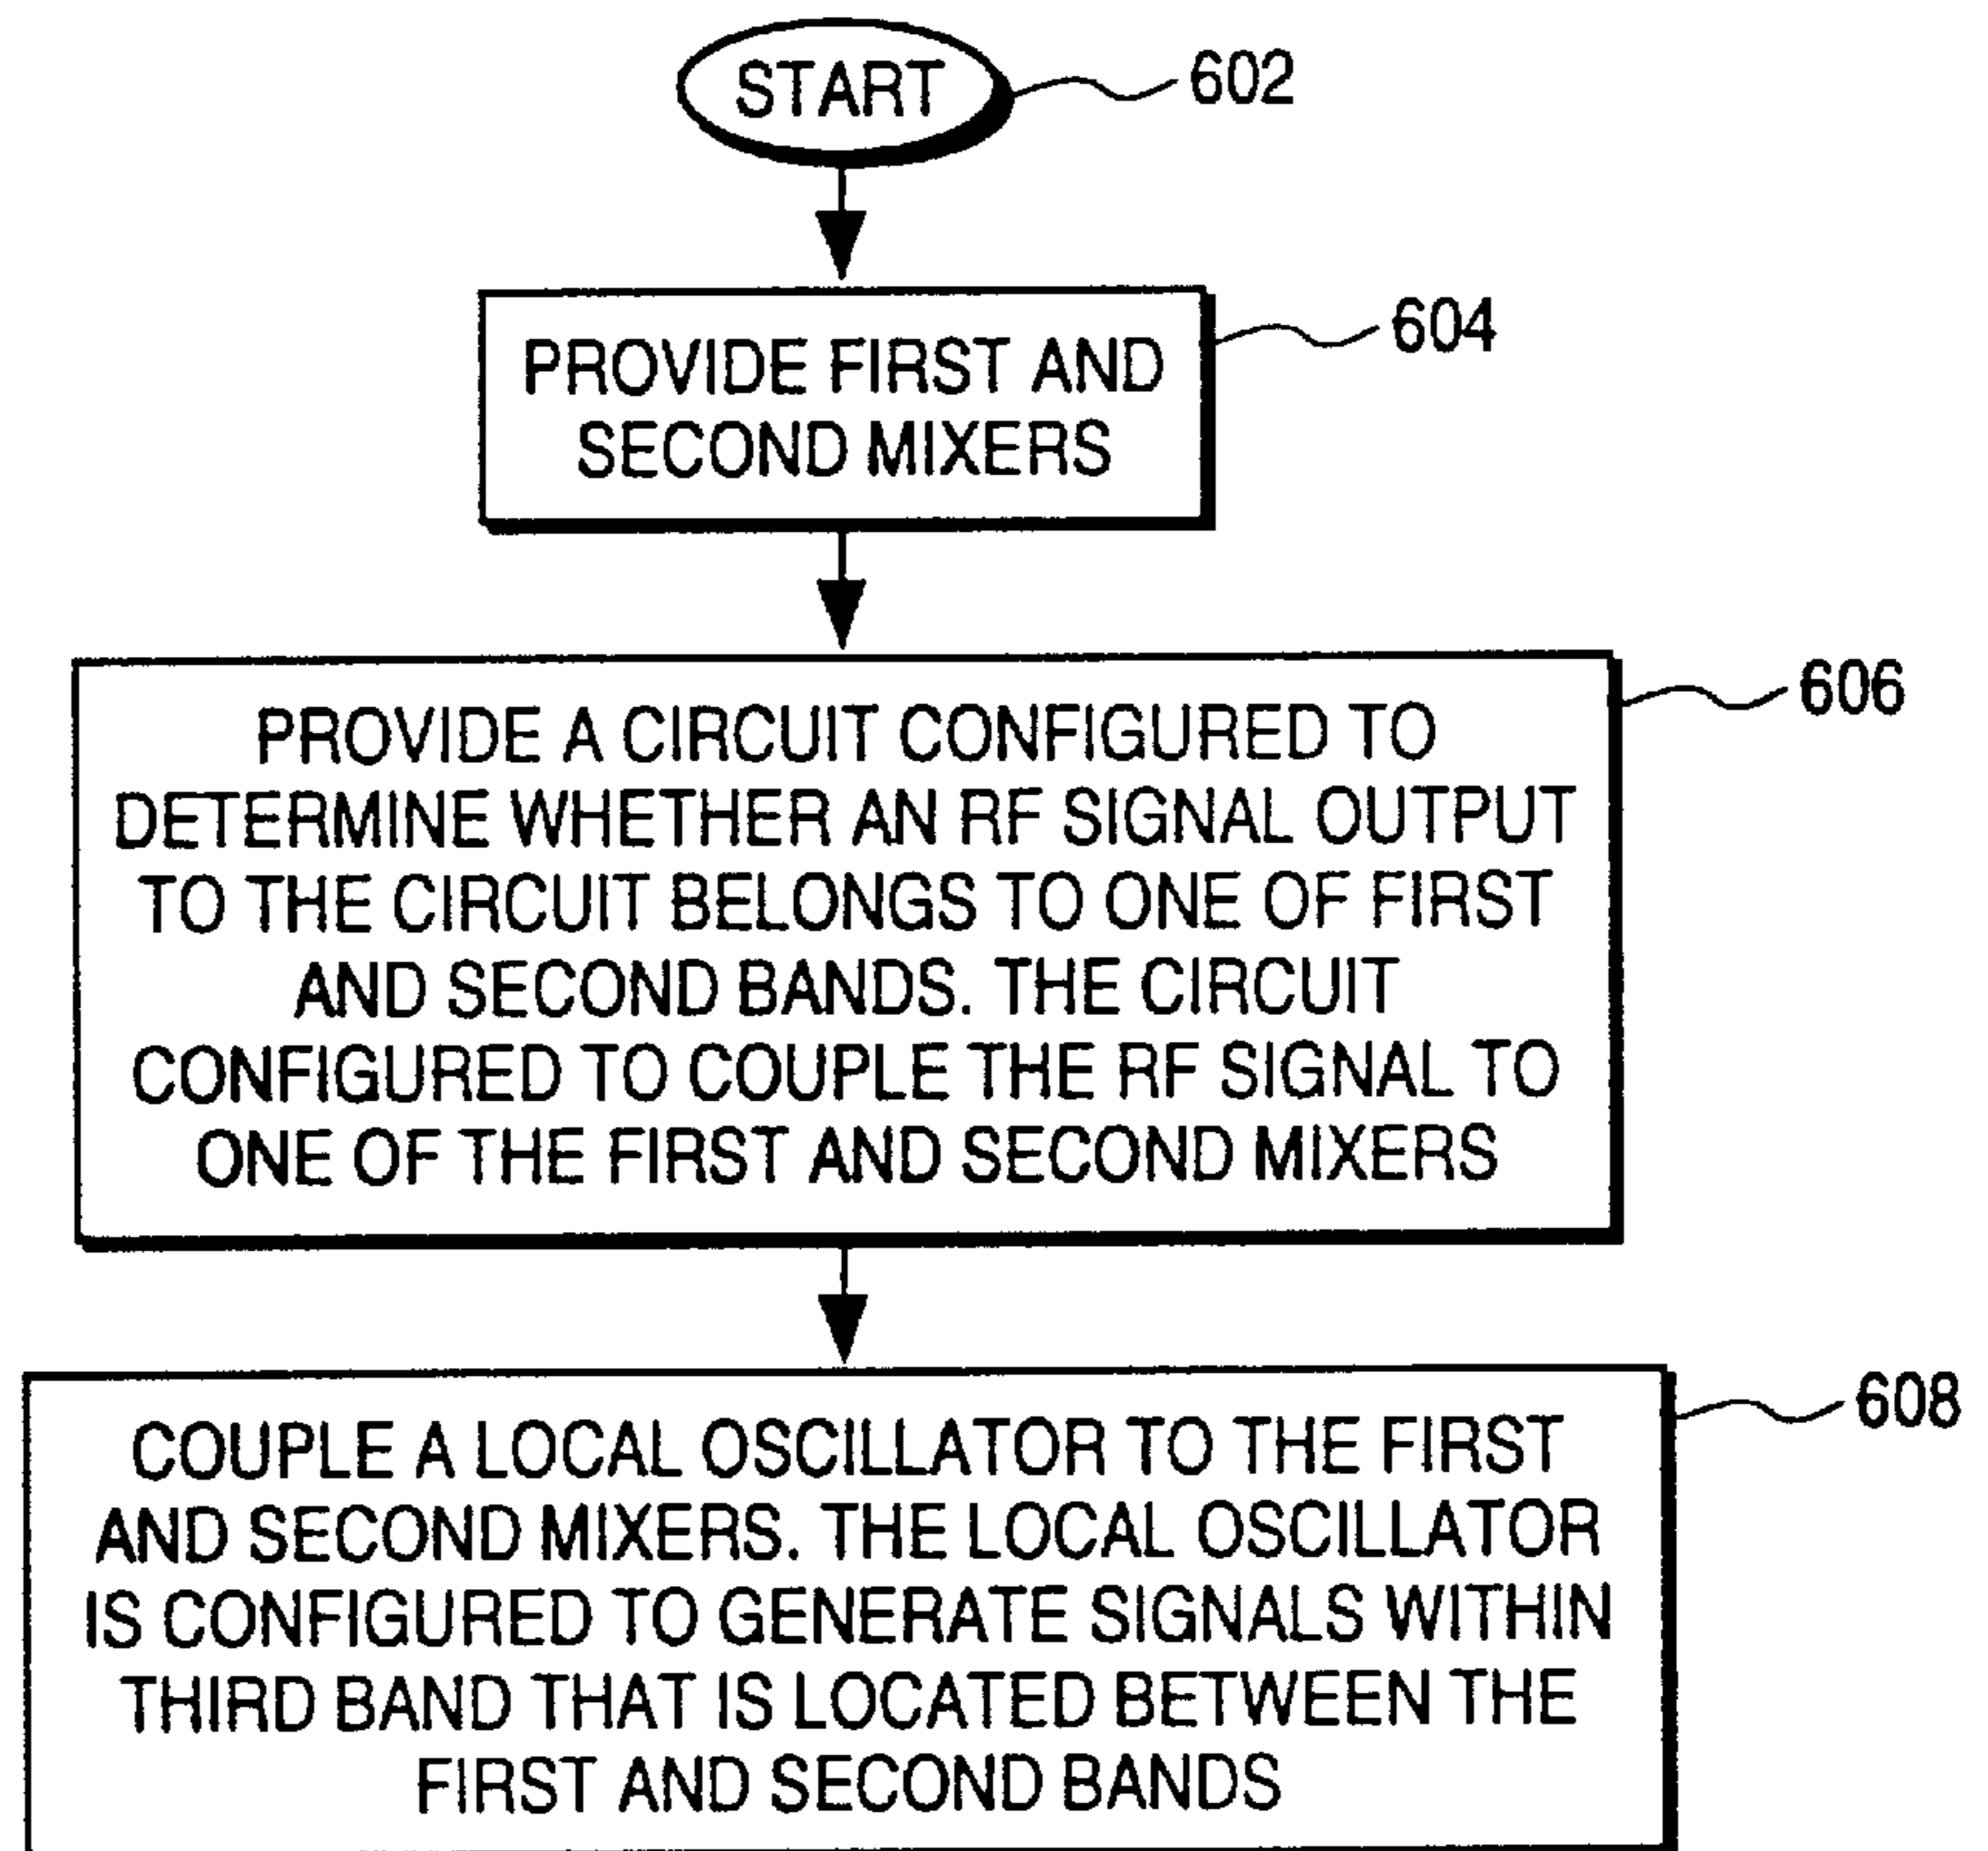 START
602
PROVIDE FIRST AND
SECOND MIXERS
604
PROVIDE A CIRCUIT CONFIGURED TO
DETERMINE WHETHER AN RF SIGNAL OUTPUT
TO THE CIRCUIT BELONGS TO ONE OF FIRST
AND SECOND BANDS. THE CIRCUIT
CONFIGURED TO COUPLE THE RF SIGNAL TO
ONE OF THE FIRST AND SECOND MIXERS
606
COUPLE A LOCAL OSCILLATOR TO THE FIRST
AND SECOND MIXERS. THE LOCAL OSCILLATOR
IS CONFIGURED TO GENERATE SIGNALS WITHIN
THIRD BAND THAT IS LOCATED BETWEEN THE
FIRST AND SECOND BANDS
608